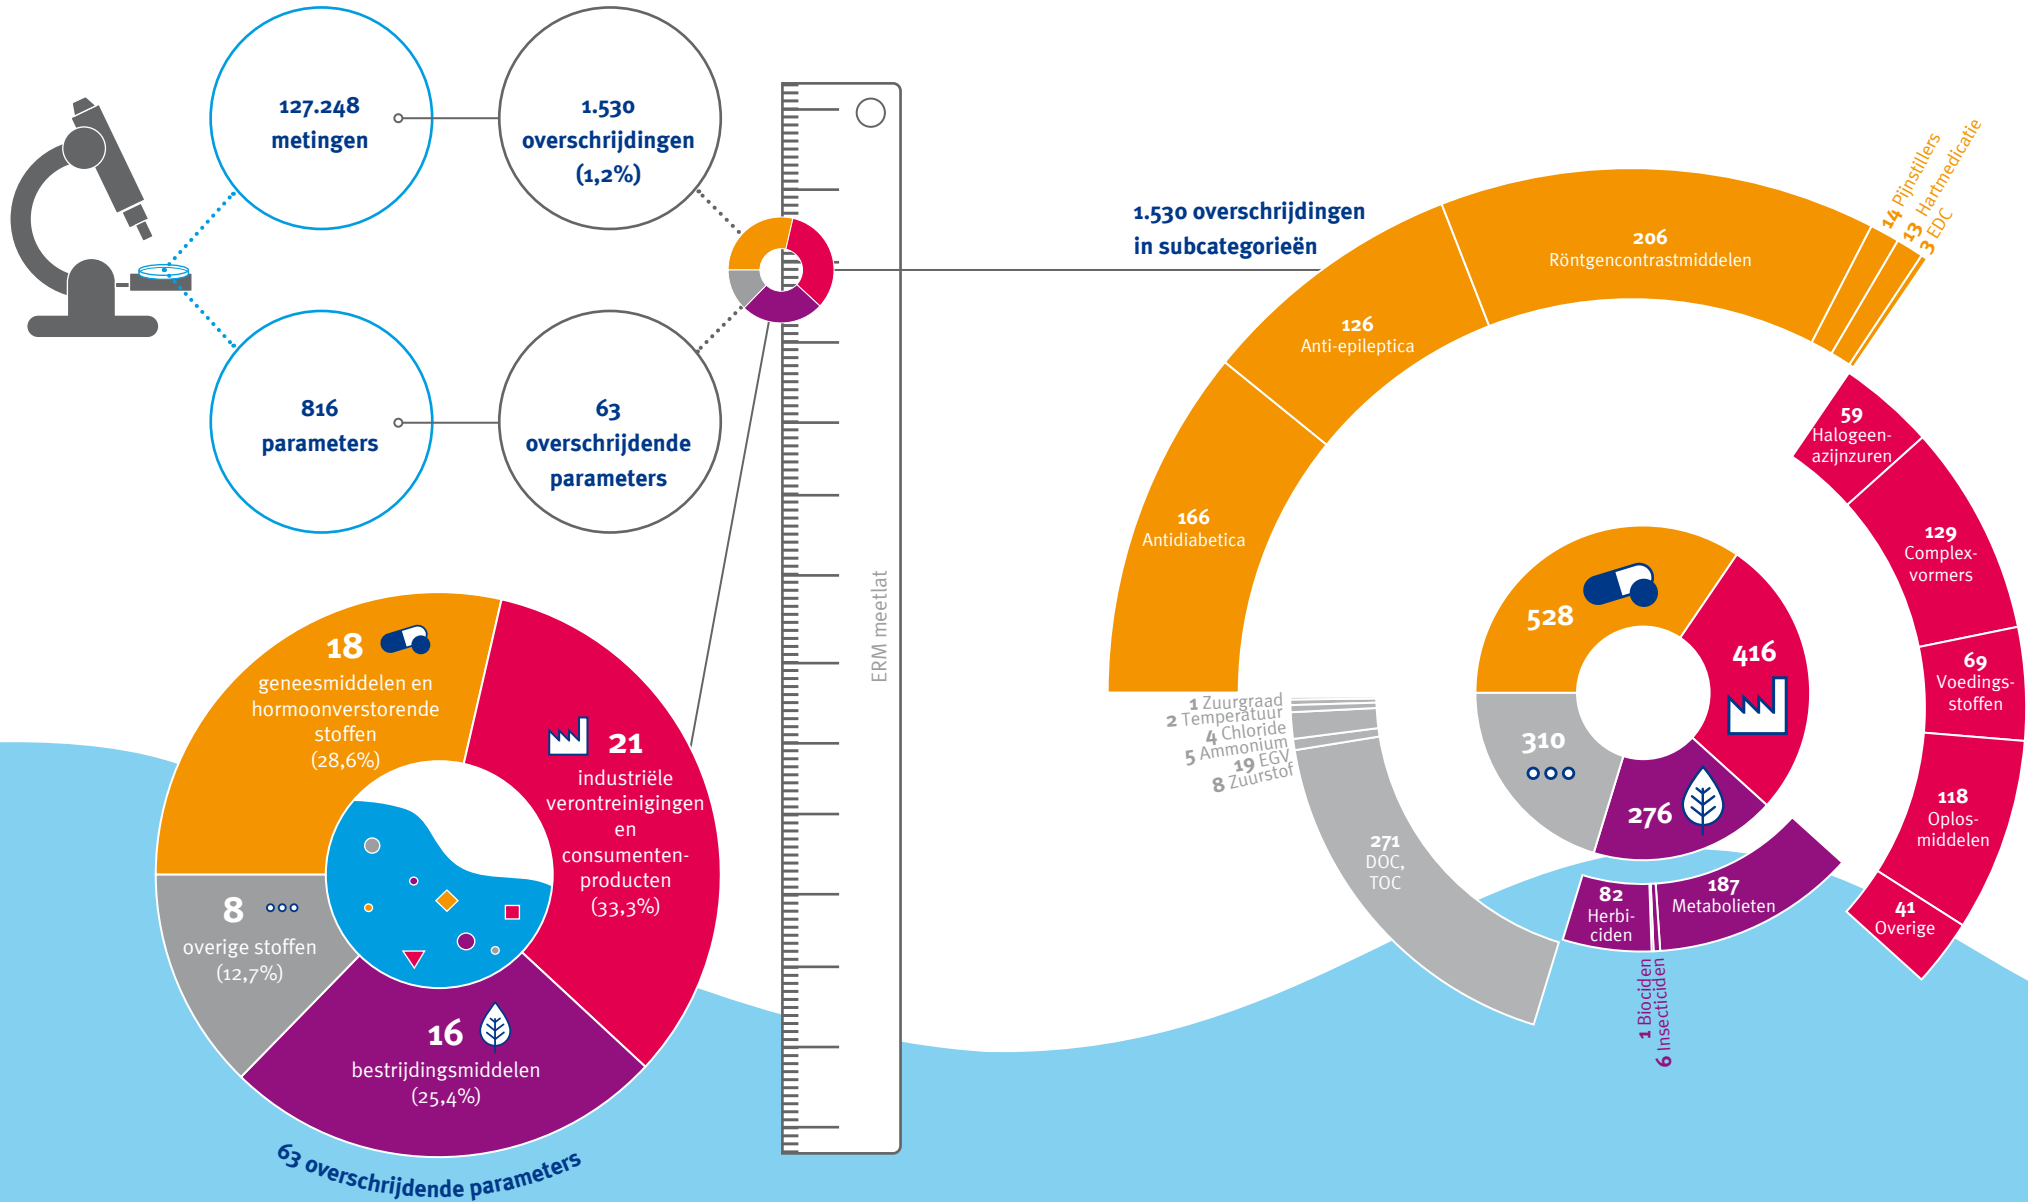 127.248
metingen
1.530
overschrijdingen
(1,2%)
816
parameters
63
overschrijdende
parameters
ERM meetlat
18
geneesmiddelen en
hormoonverstorende
stoffen
(28,6%)
21
industriële
verontreinigingen
en
consumenten-
producten
(33,3%)
8
overige stoffen
(12,7%)
16
bestrijdingsmiddelen
(25,4%)
63 overschrijdende parameters
1.530 overschrijdingen
in subcategorieën
166
Antidiabetica
126
Anti-epileptica
206
Röntgencontrastmiddelen
14 Pijnstillers
13 Hartmedicatie
3 EDC
59
Halogeen-
azijnzuren
129
Complex-
vormers
69
Voedings-
stoffen
118
Oplos-
middelen
41
Overige
528
416
310
276
1 Zuurgraad
2 Temperatuur
4 Chloride
5 Ammonium
19 EGV
8 Zuurstof
271
DOC,
TOC
82
Herbi-
ciden
1 Biociden
6 Insecticiden
187
Metabolieten